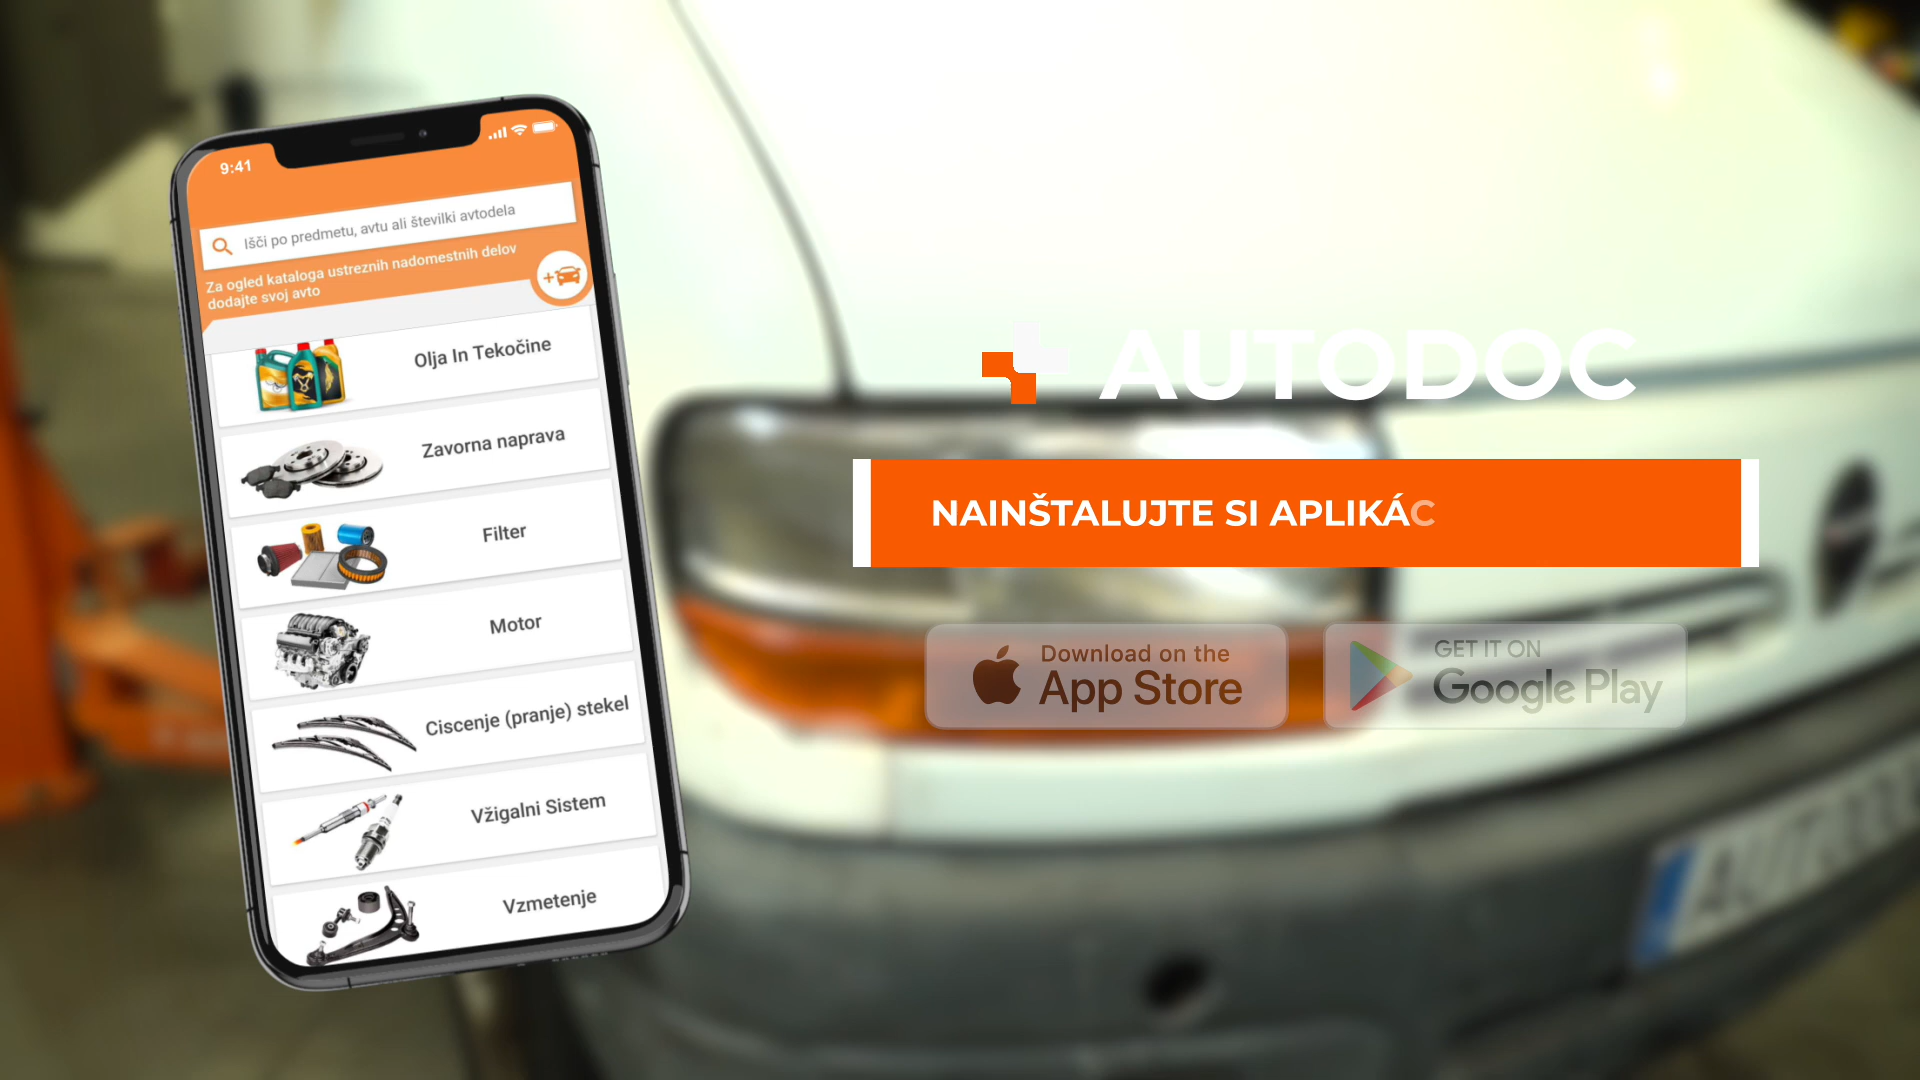 9:41
Išči po predmetu, avtu ali številki avtodela
Za ogled kataloga ustreznih nadomestnih delov
dodajte svoj avto
Olja In Tekočine
Zavorna naprava
Filter
Motor
Ciscenje (pranje) stekel
Vžigalni Sistem
Vzmetenje
AUTODOC
NAINŠTALUJTE SI APLIKÁC
Download on the
App Store
GET IT ON
Google Play